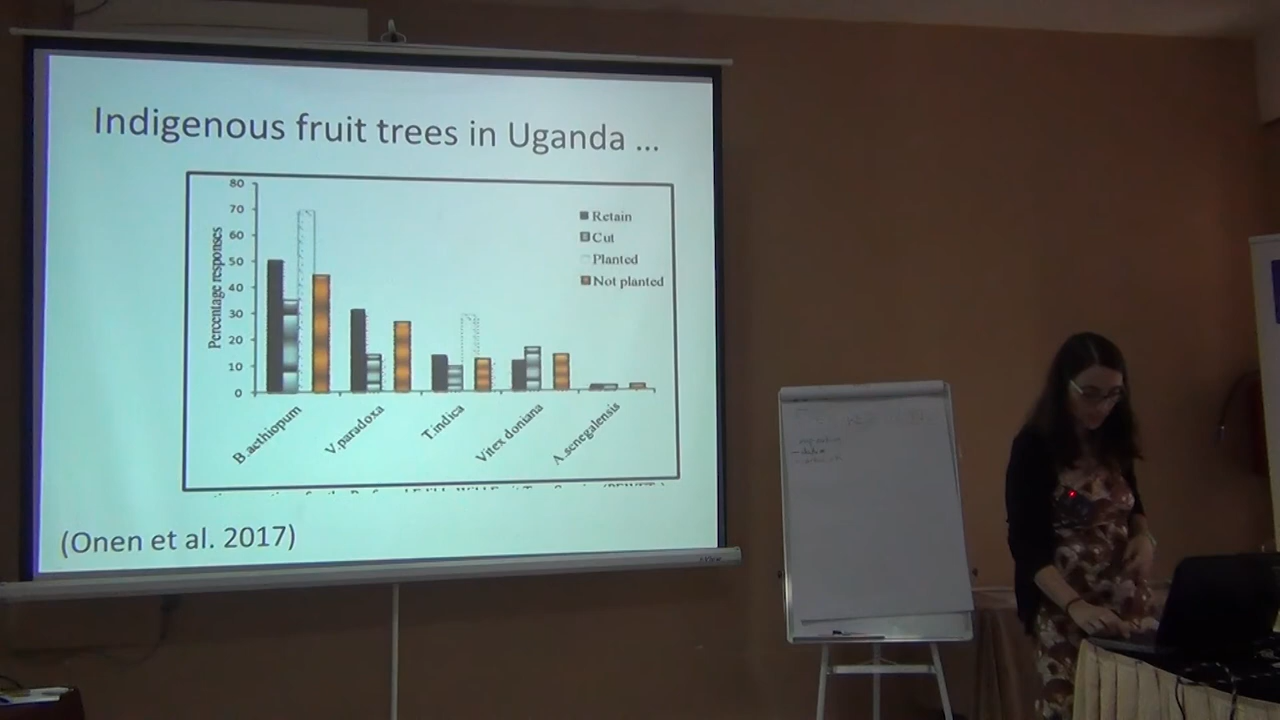 Indigenous fruit trees in Uganda ...
80
70
60
50
40
30
20
10
0
Percentage responses
Retain
Cut
Planted
Not planted
B.aethiopum
V.paradoxa
T.indica
Vitex doniana
A.senegalensis
(Onen et al. 2017)